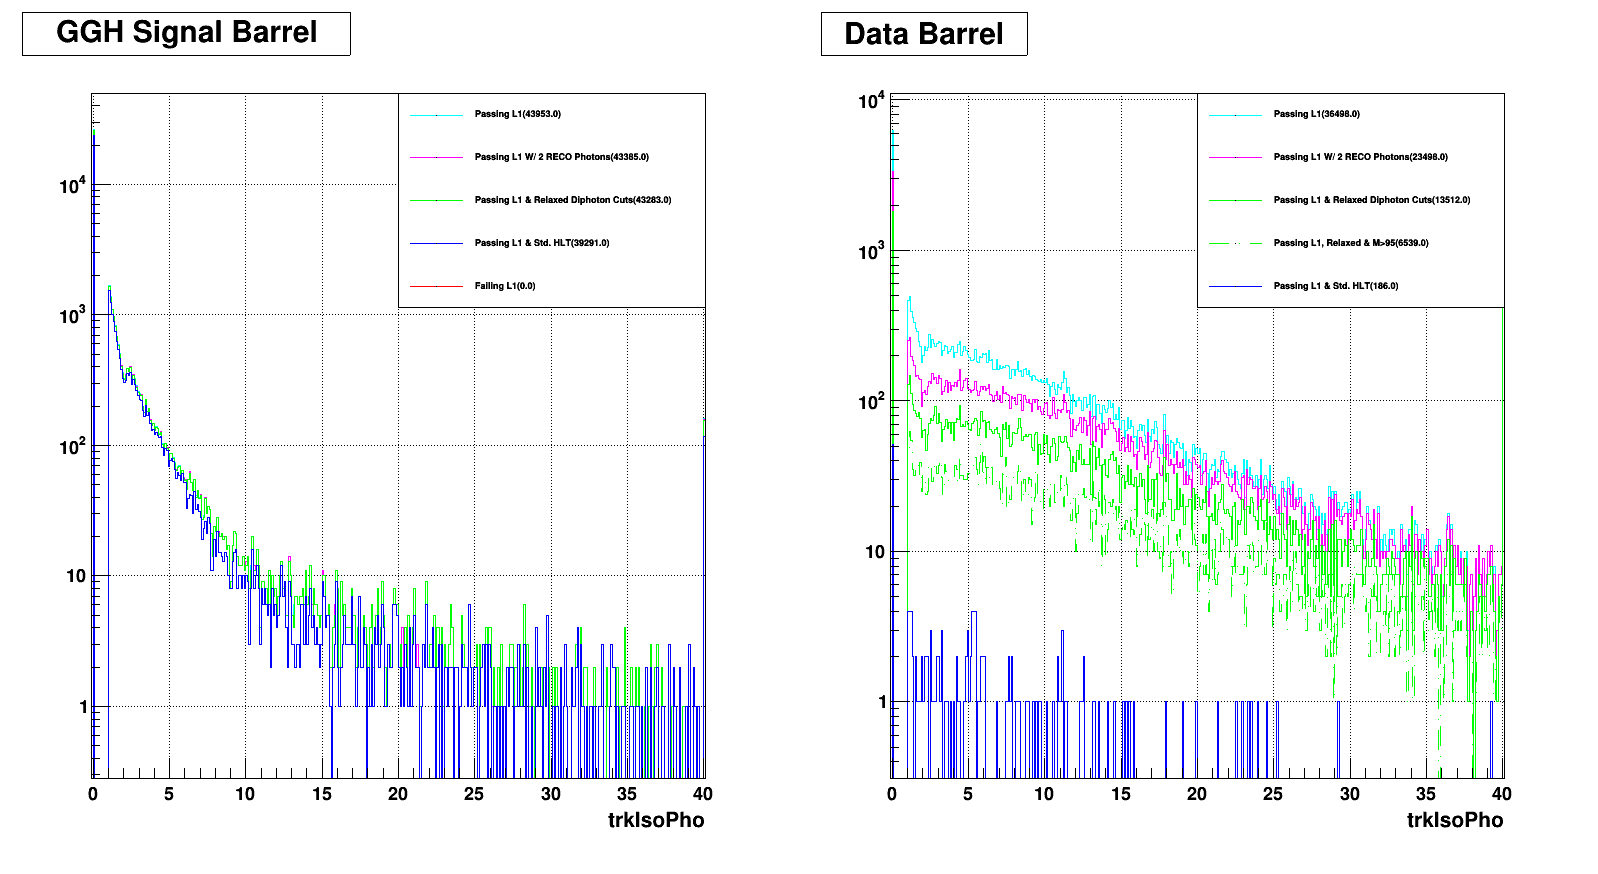 GGH Signal Barrel
Passing L1(43953.0)
Passing L1 W/ 2 RECO Photons(43385.0)
Passing L1 & Relaxed Diphoton Cuts(43283.0)
Passing L1 & Std. HLT(39291.0)
Failing L1(0.0)
10^4
10^3
10^2
10
1
0 5 10 15 20 25 30 35 40
trkIsoPho
Data Barrel
Passing L1(36498.0)
Passing L1 W/ 2 RECO Photons(23498.0)
Passing L1 & Relaxed Diphoton Cuts(13512.0)
Passing L1, Relaxed & M>95(6539.0)
Passing L1 & Std. HLT(186.0)
10^4
10^3
10^2
10
1
0 5 10 15 20 25 30 35 40
trkIsoPho